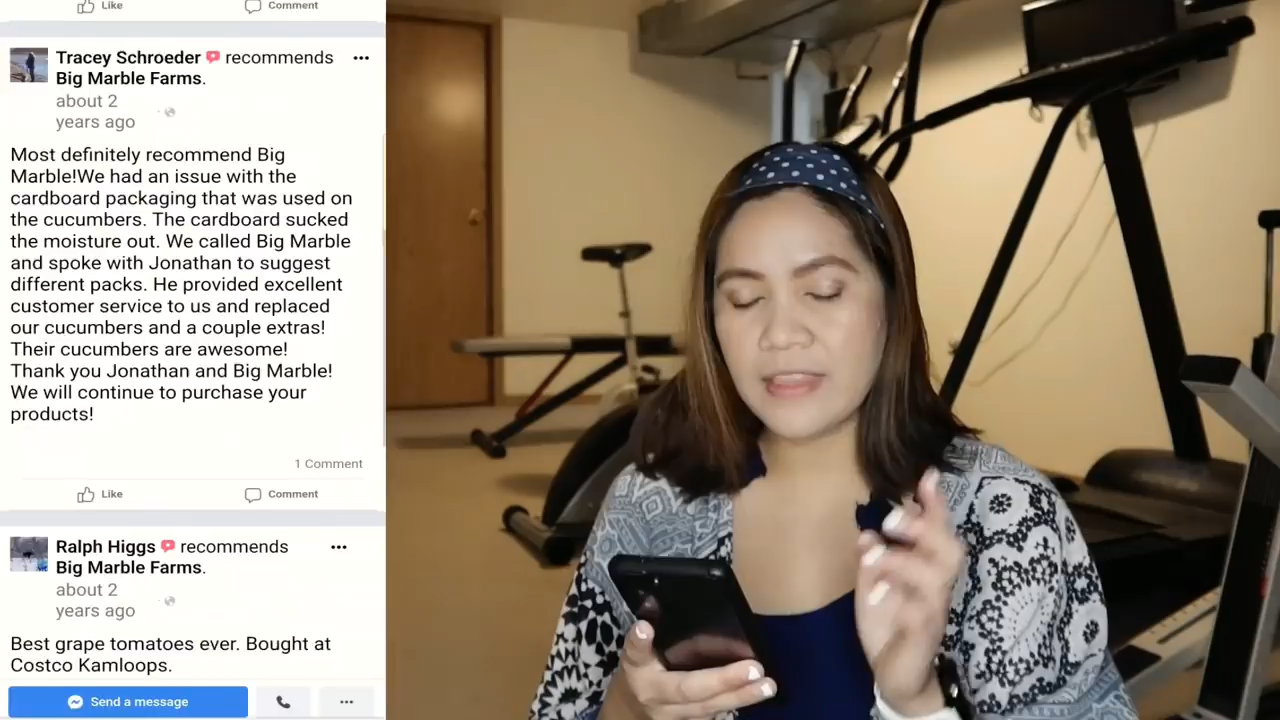 Like
Comment
Tracey Schroeder recommends
Big Marble Farms.
about 2
years ago
Most definitely recommend Big
Marble!We had an issue with the
cardboard packaging that was used on
the cucumbers. The cardboard sucked
the moisture out. We called Big Marble
and spoke with Jonathan to suggest
different packs. He provided excellent
customer service to us and replaced
our cucumbers and a couple extras!
Their cucumbers are awesome!
Thank you Jonathan and Big Marble!
We will continue to purchase your
products!
1 Comment
Like
Comment
Ralph Higgs recommends
Big Marble Farms.
about 2
years ago
Best grape tomatoes ever. Bought at
Costco Kamloops.
Send a message